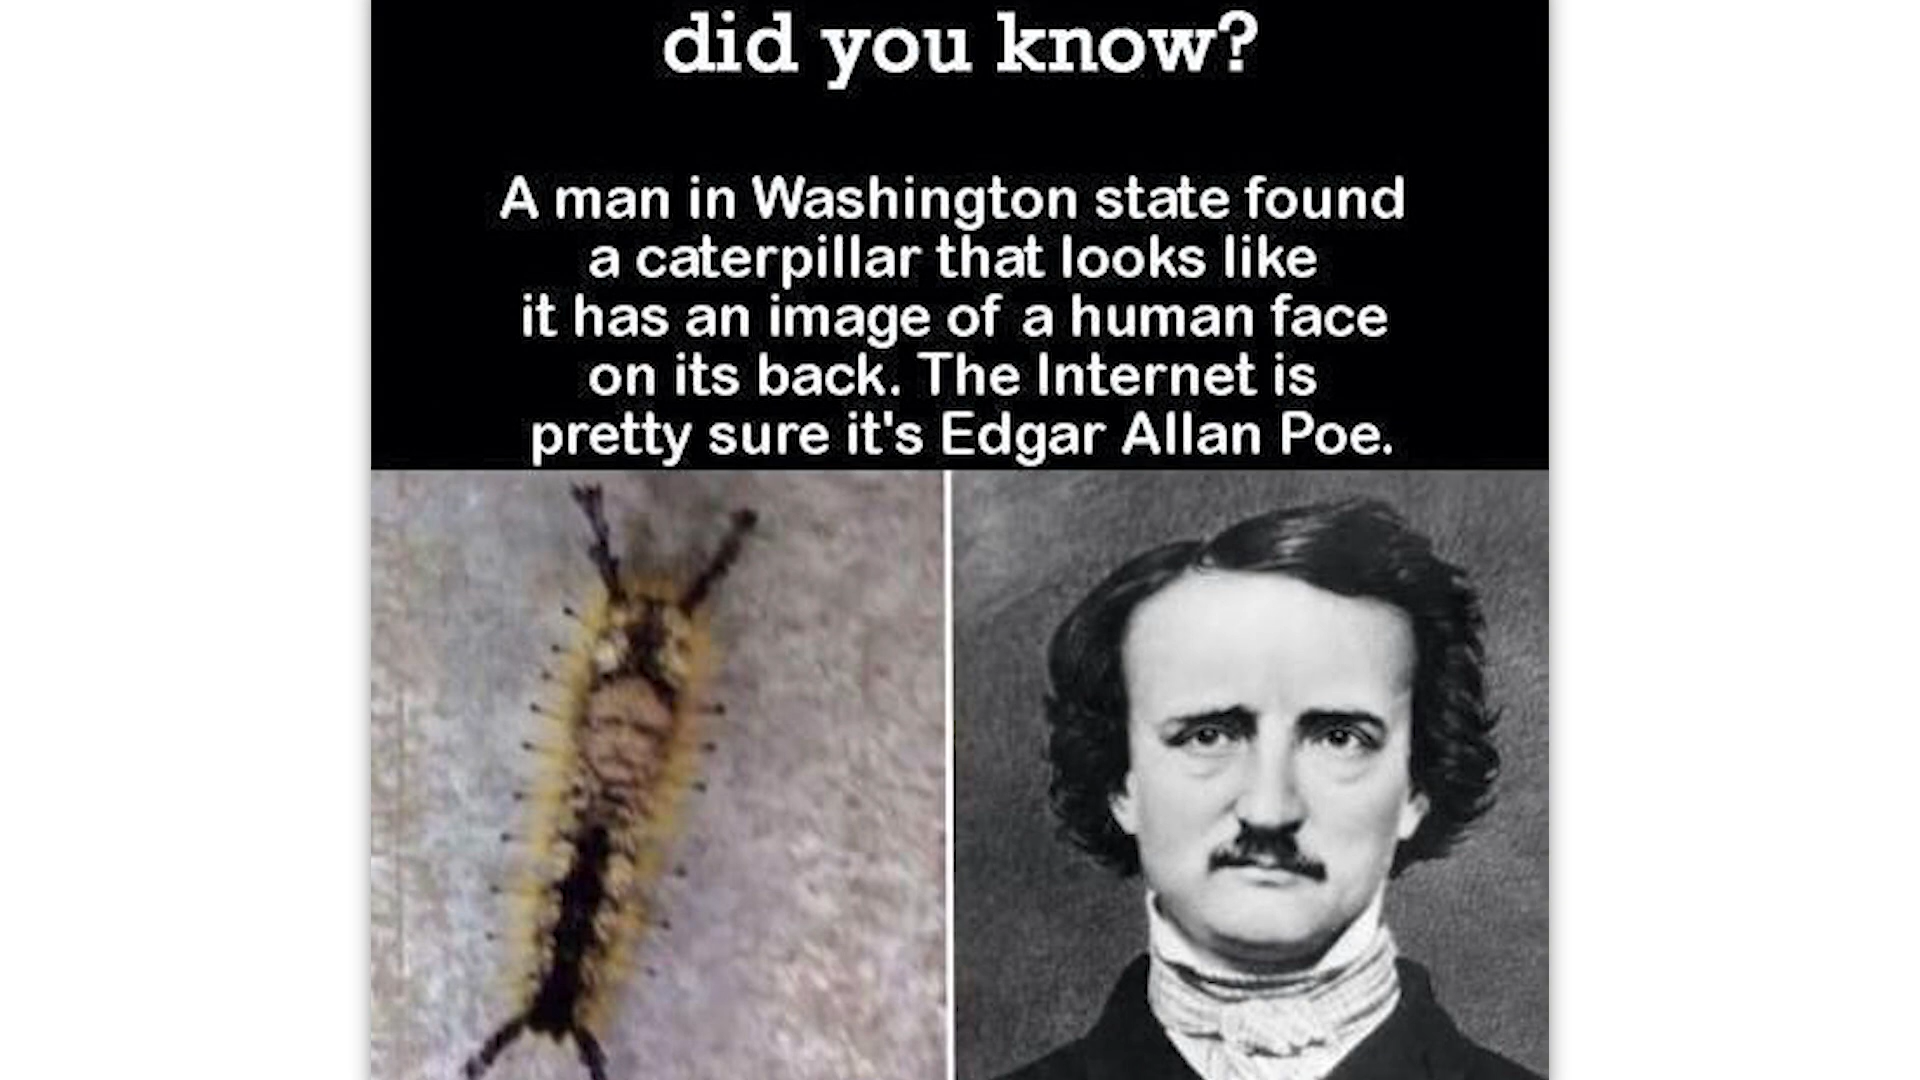 did you know?
A man in Washington state found
a caterpillar that looks like
it has an image of a human face
on its back. The Internet is
pretty sure it's Edgar Allan Poe.